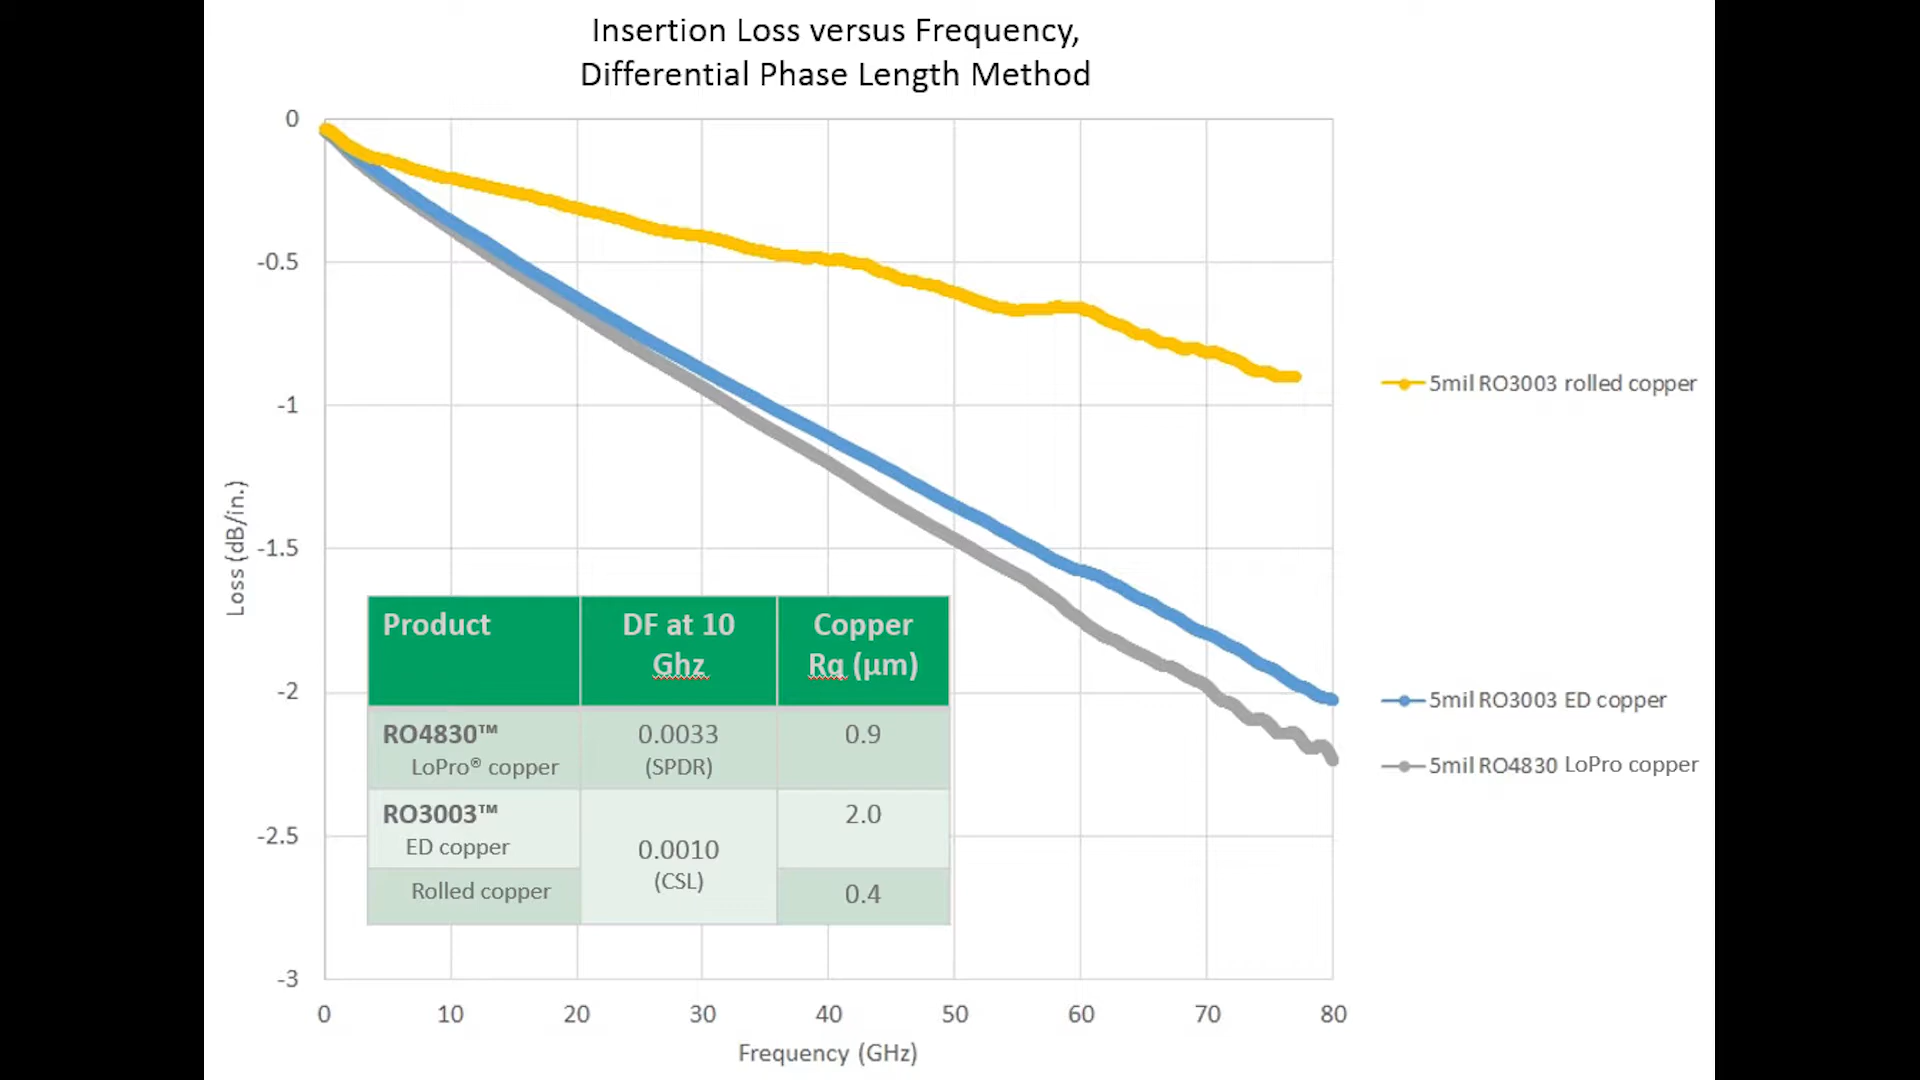 Insertion Loss versus Frequency,
Differential Phase Length Method
0
-0.5
-1
-1.5
-2
-2.5
-3
Loss (dB/in.)
0 10 20 30 40 50 60 70 80
Frequency (GHz)
5mil RO3003 rolled copper
5mil RO3003 ED copper
5mil RO4830 LoPro copper
Product DF at 10 Copper
Ghz Rq (µm)
RO4830™ 0.0033 0.9
LoPro® copper (SPDR)
RO3003™ 2.0
ED copper 0.0010
(CSL)
Rolled copper 0.4